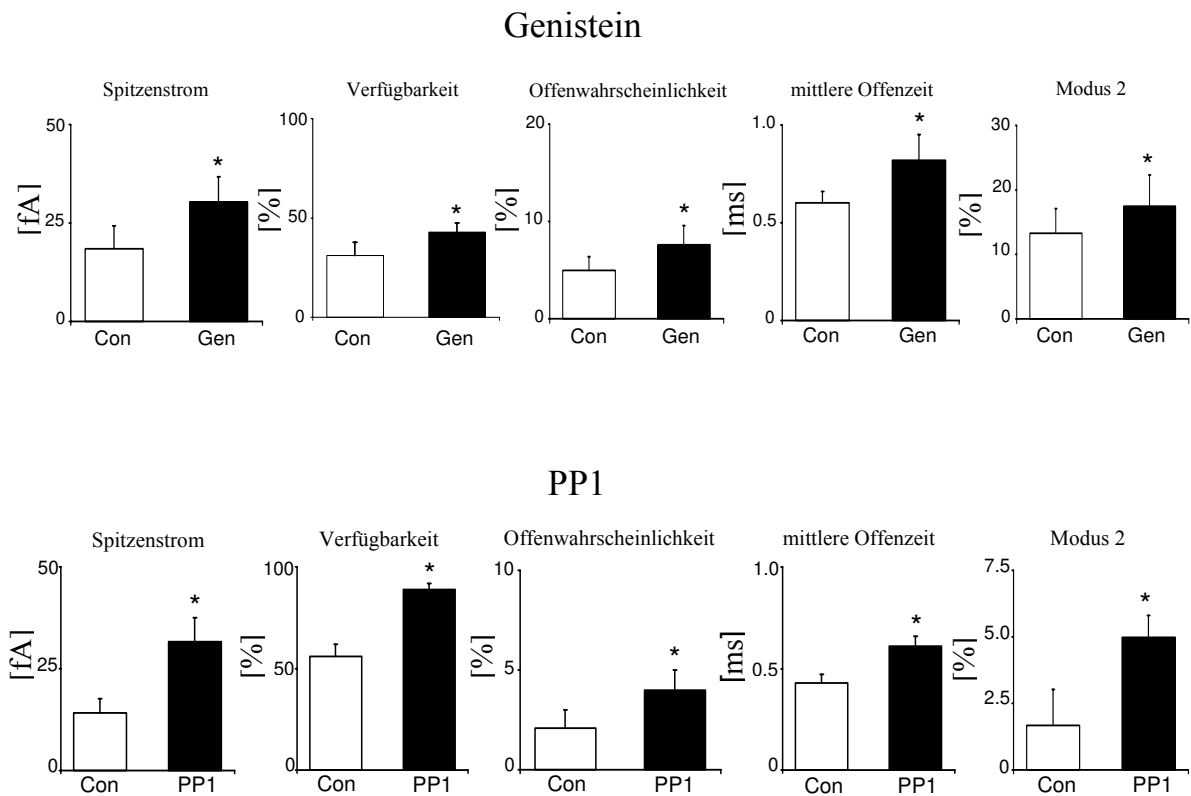 Genistein
Spitzenstrom
Verfügbarkeit
Offenwahrscheinlichkeit
mittlere Offenzeit
Modus 2
50
25
0
[fA]
*
Con Gen
100
50
0
[%]
*
Con Gen
20
10
0
[%]
*
Con Gen
1.0
0.5
0
[ms]
*
Con Gen
30
20
10
0
[%]
*
Con Gen
PP1
Spitzenstrom
Verfügbarkeit
Offenwahrscheinlichkeit
mittlere Offenzeit
Modus 2
50
25
0
[fA]
*
Con PP1
100
50
0
[%]
*
Con PP1
10
5
0
[%]
*
Con PP1
1.0
0.5
0
[ms]
*
Con PP1
7.5
5.0
2.5
0
[%]
*
Con PP1